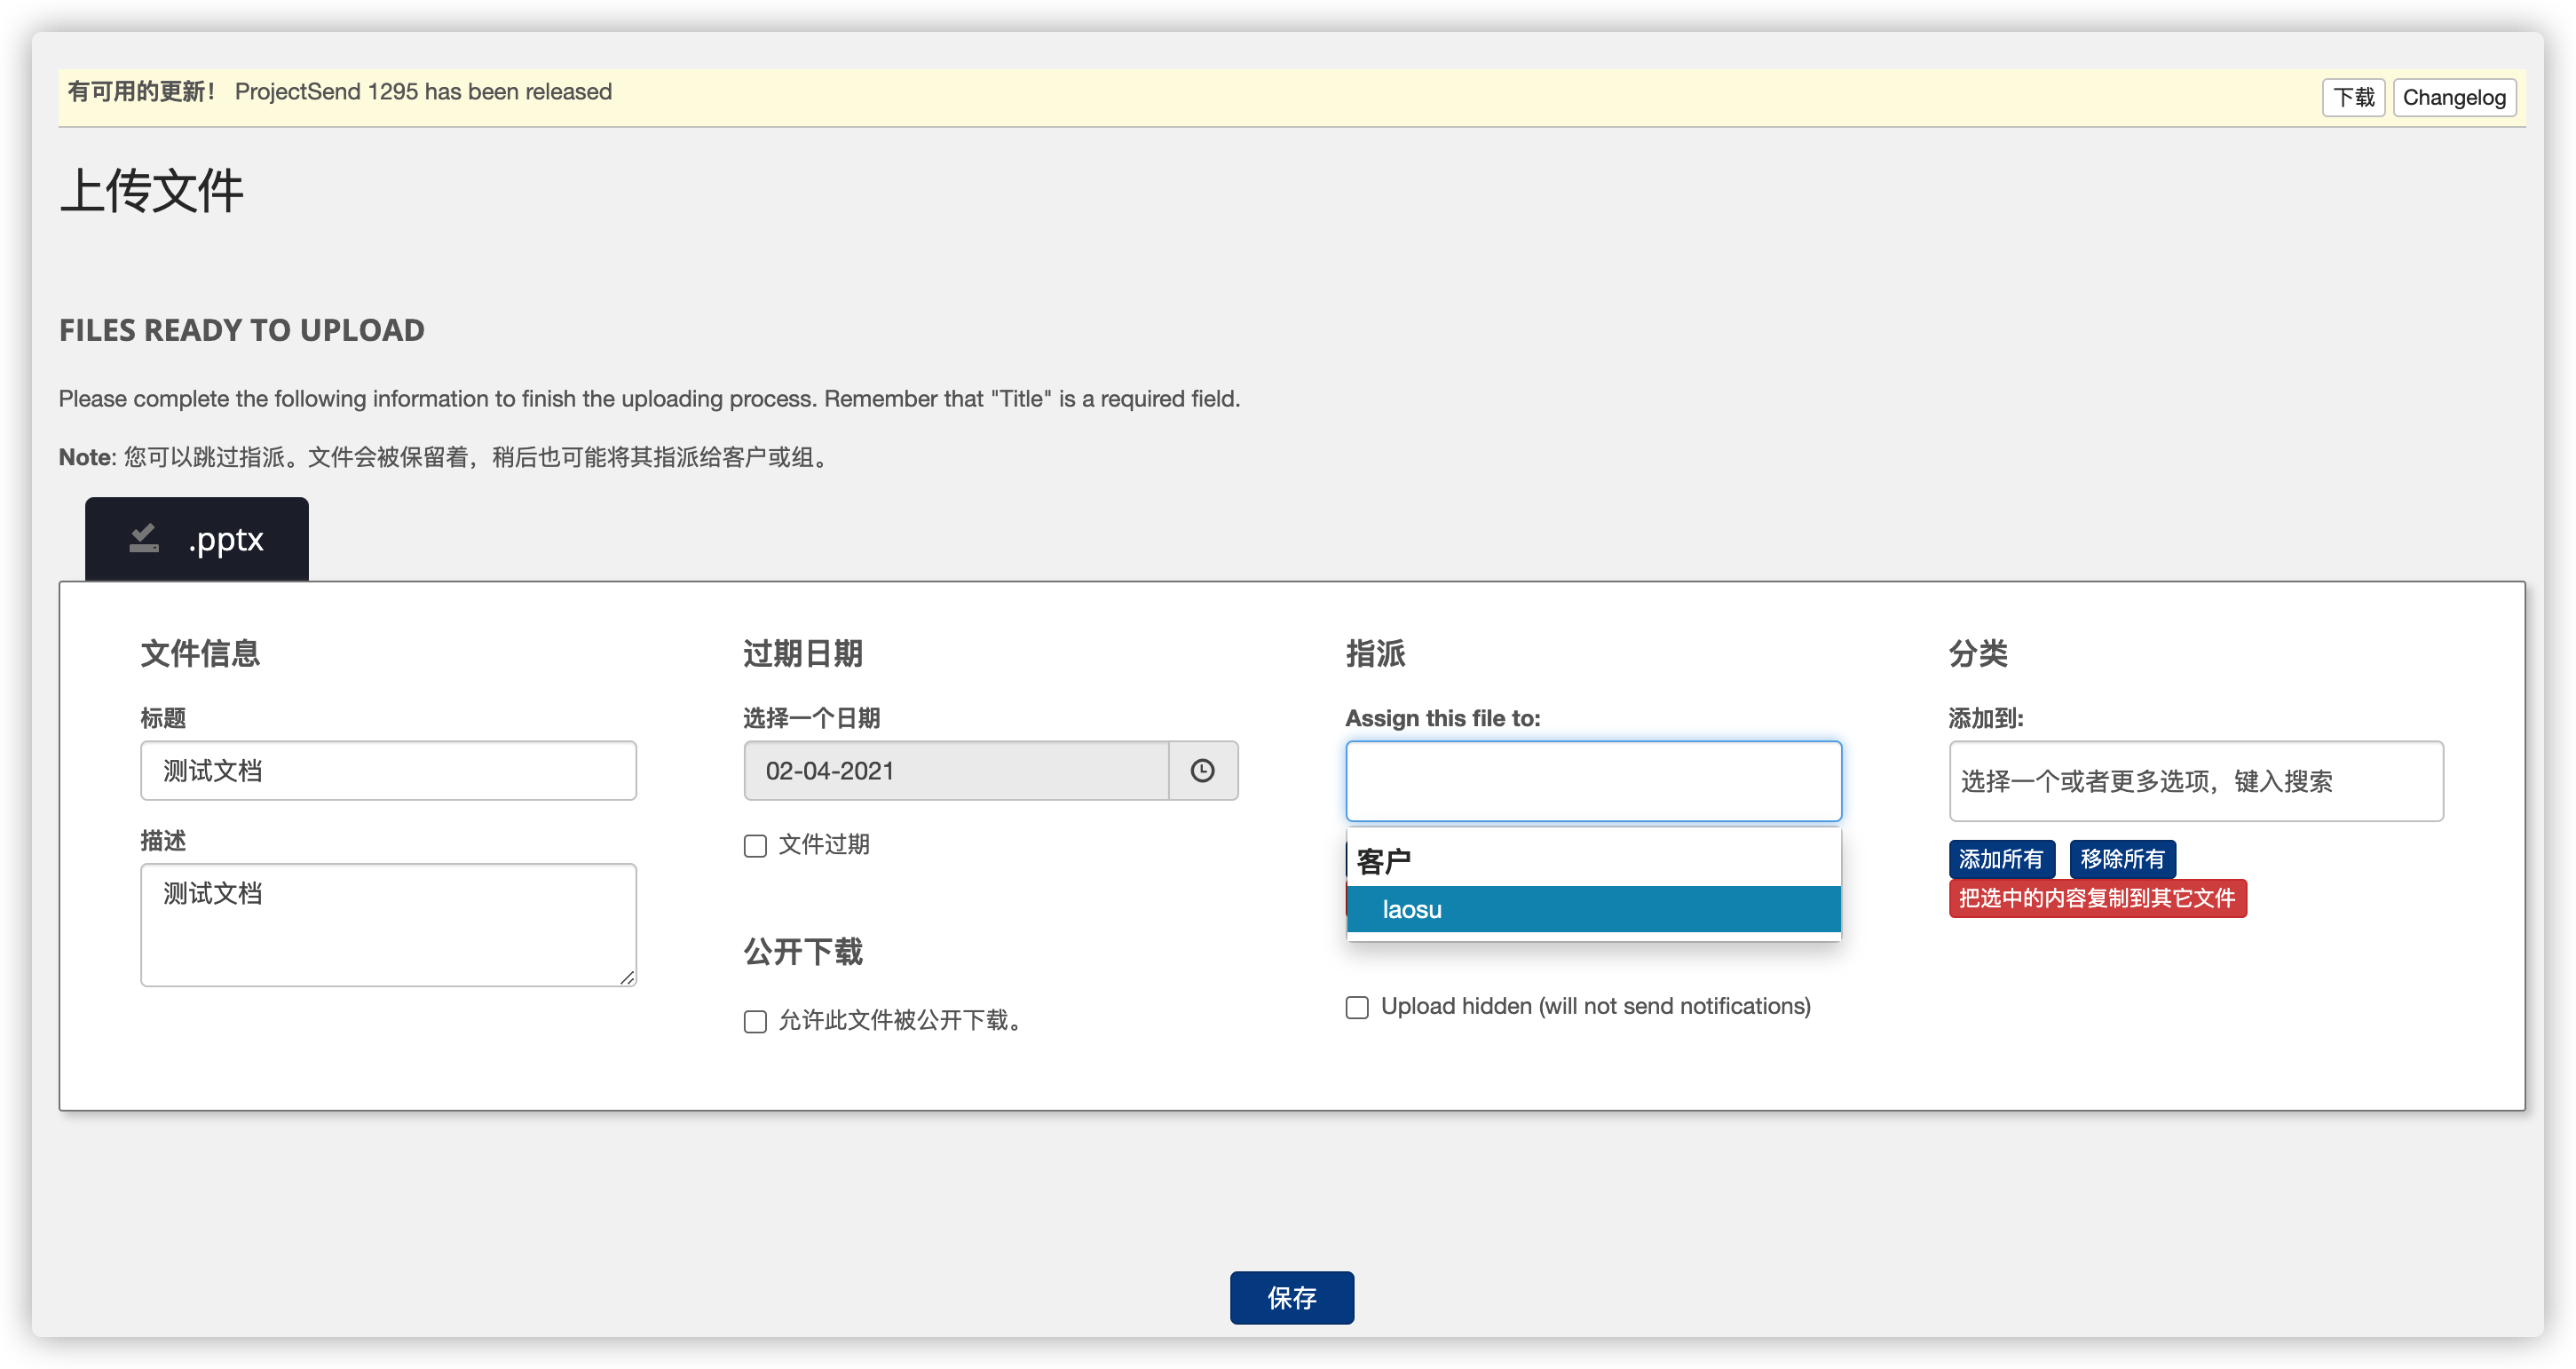 有可用的更新！ ProjectSend 1295 has been released
下载 Changelog
上传文件
FILES READY TO UPLOAD
Please complete the following information to finish the uploading process. Remember that "Title" is a required field.
Note: 您可以跳过指派。文件会被保留着，稍后也可能将其指派给客户或组。
.pptx
文件信息
标题
测试文档
描述
测试文档
过期日期
选择一个日期
02-04-2021
文件过期
公开下载
允许此文件被公开下载。
指派
Assign this file to:
客户
laosu
Upload hidden (will not send notifications)
分类
添加到:
选择一个或者更多选项，键入搜索
添加所有 移除所有
把选中的内容复制到其它文件
保存